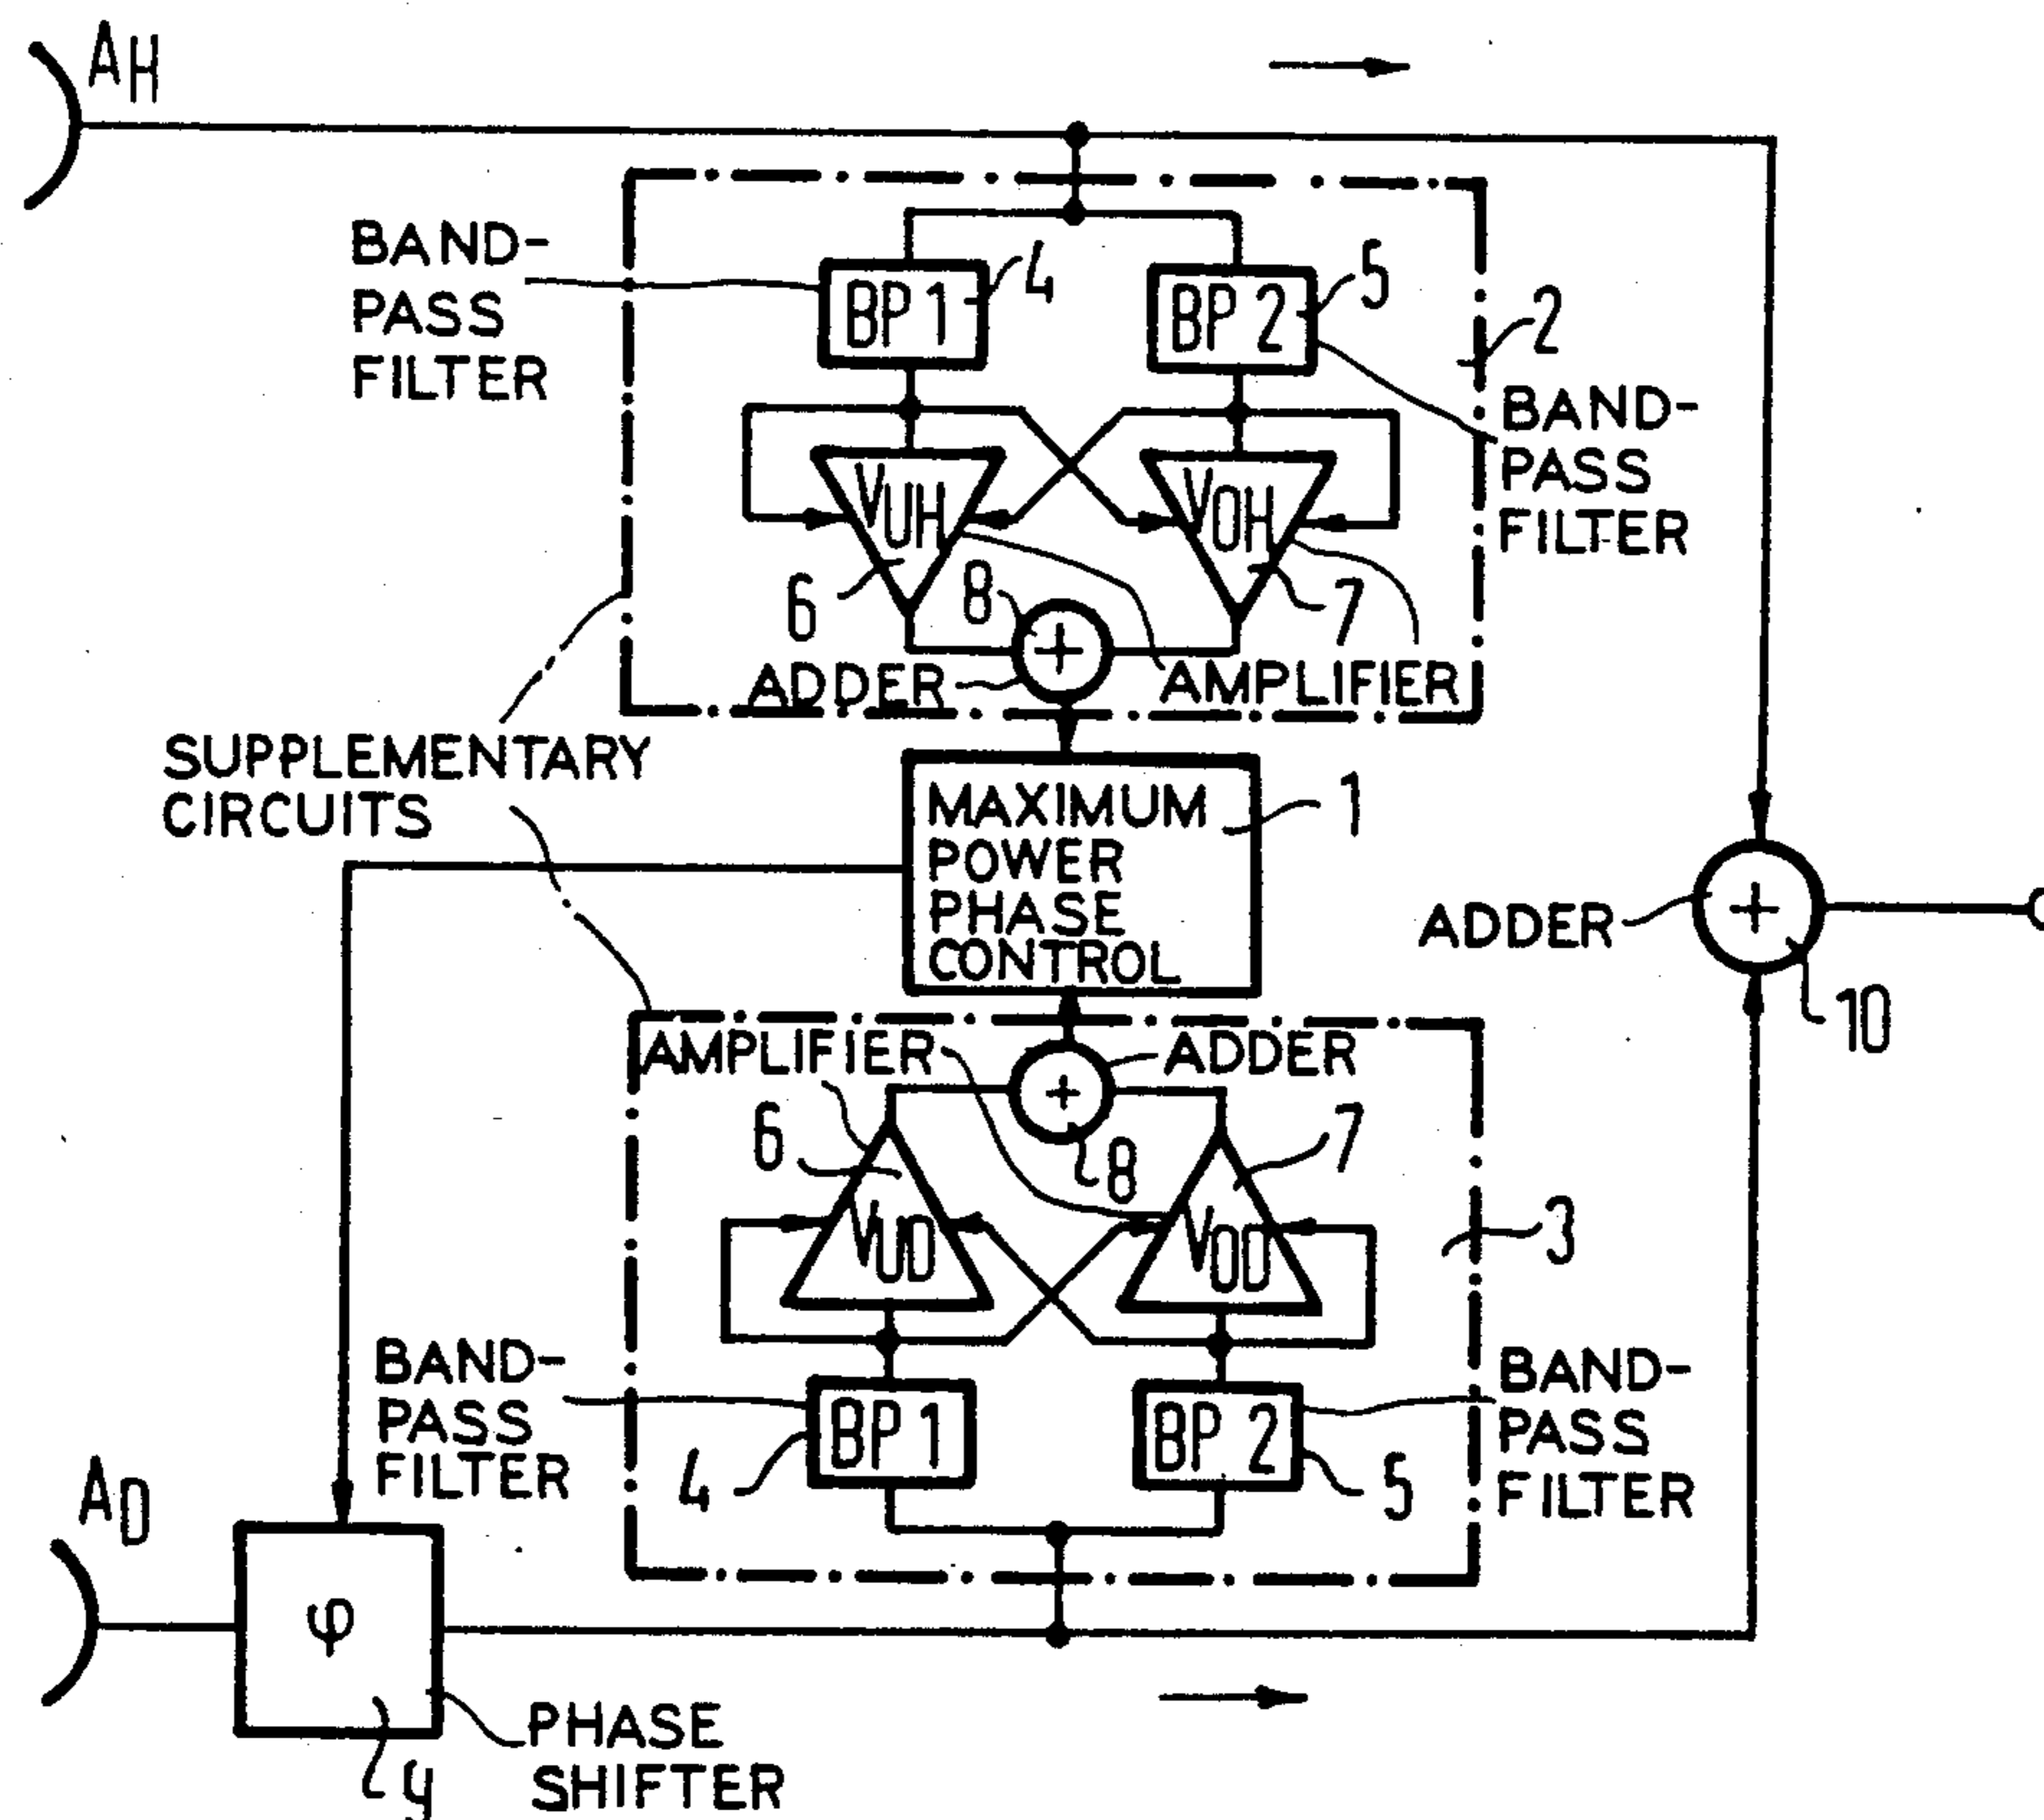 AH
BAND-
PASS
FILTER
BP 1
4
BP 2
5
2
BAND-
PASS
FILTER
VUH
VOH
6
8
7
ADDER
AMPLIFIER
SUPPLEMENTARY
CIRCUITS
MAXIMUM
POWER
PHASE
CONTROL
1
ADDER
10
AMPLIFIER
ADDER
6
8
7
VUD
VOD
3
BAND-
PASS
FILTER
BP 1
4
BP 2
5
BAND-
PASS
FILTER
AD
φ
9
PHASE
SHIFTER